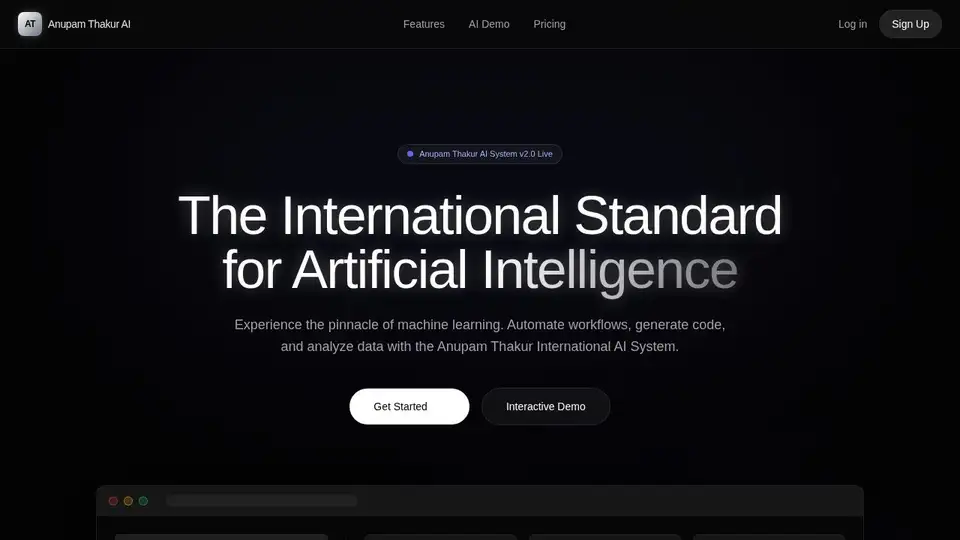 AT
Anupam Thakur AI
Features
AI Demo
Pricing
Log in
Sign Up
Anupam Thakur AI System v2.0 Live
The International Standard
for Artificial Intelligence
Experience the pinnacle of machine learning. Automate workflows, generate code,
and analyze data with the Anupam Thakur International AI System.
Get Started
Interactive Demo